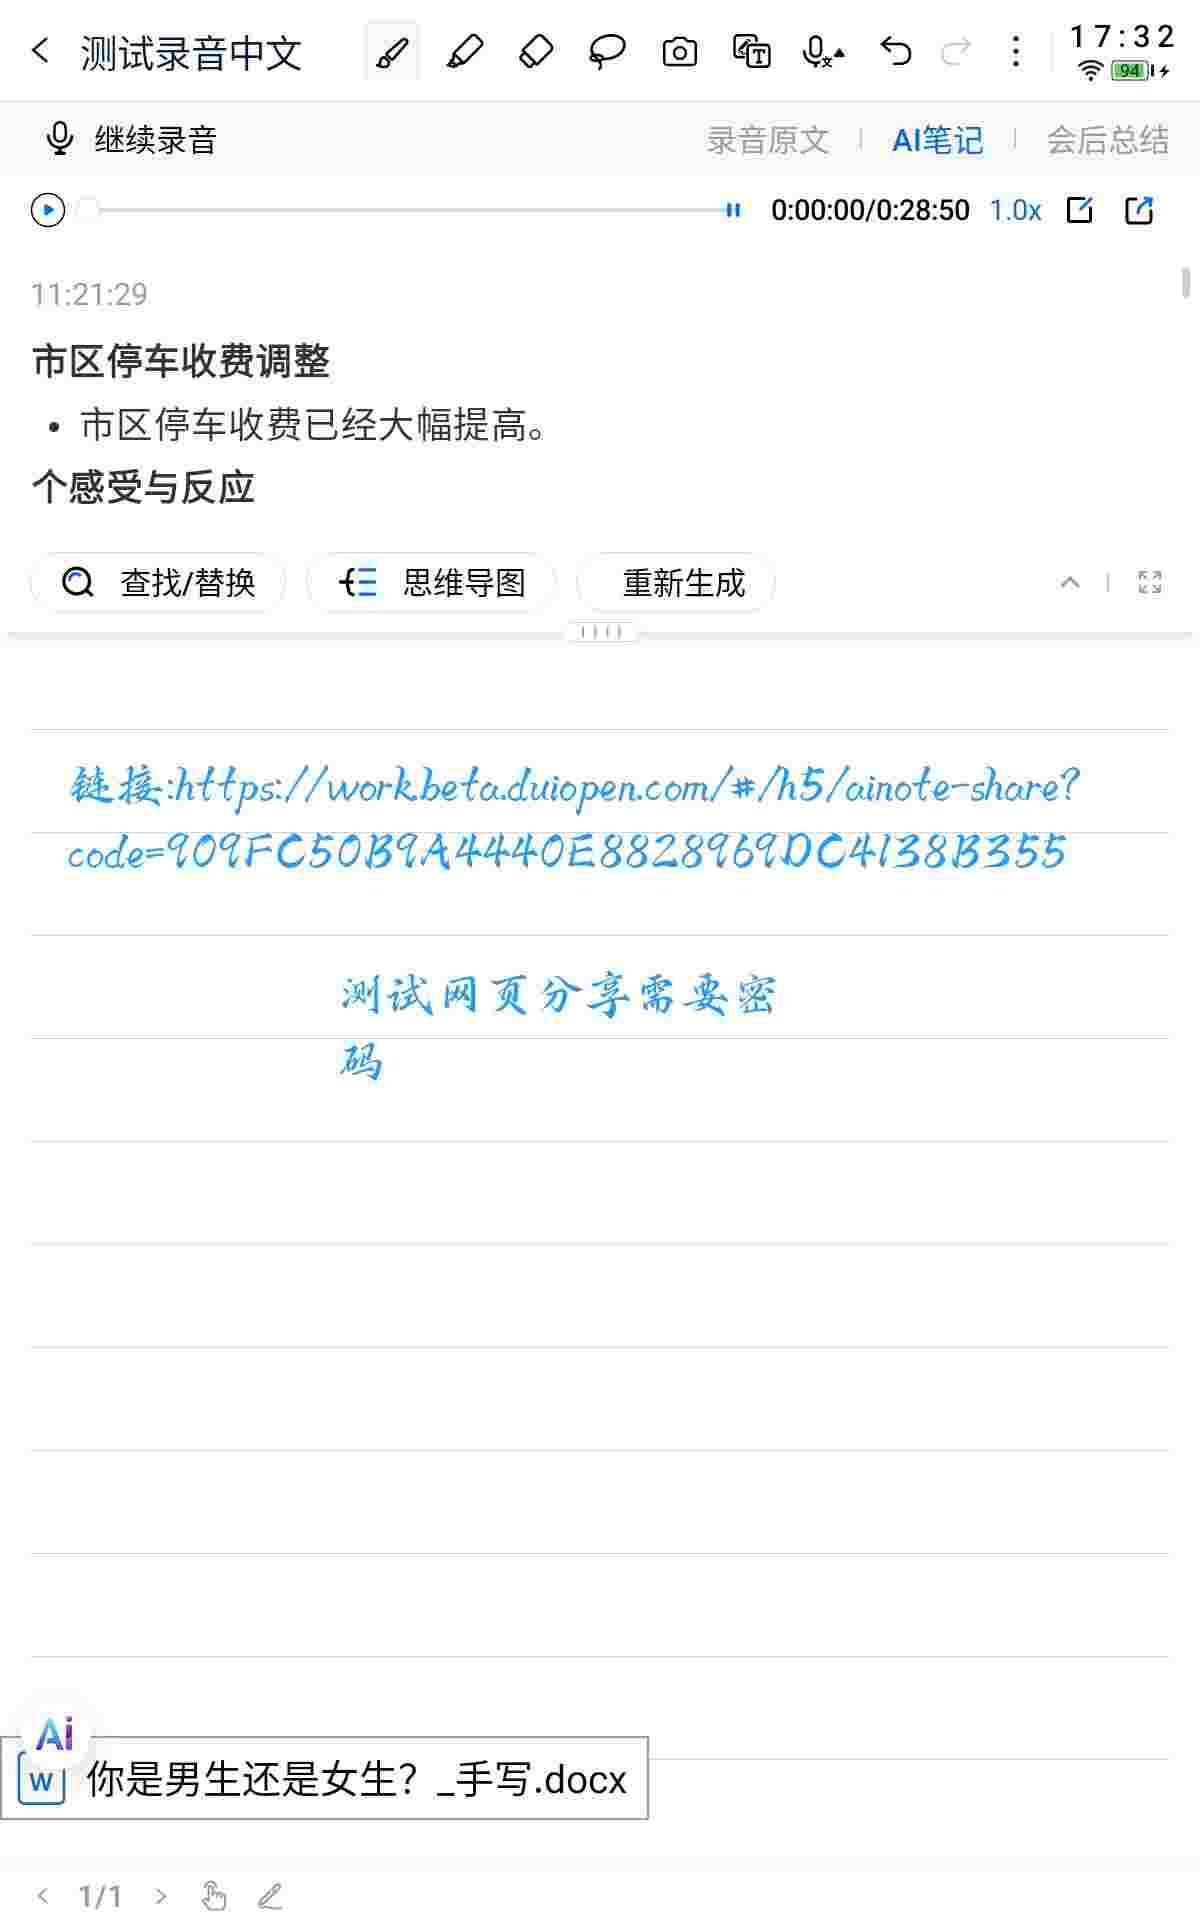 测试录音中文
17:32
94
继续录音
录音原文
AI笔记
会后总结
0:00:00/0:28:50 1.0x
11:21:29
市区停车收费调整
• 市区停车收费已经大幅提高。
个感受与反应
查找/替换
思维导图
重新生成
链接:https://work.beta.duiopen.com/#/h5/ainote-share?
code=909FC50B9A4440E8828969DC4138B355
测试网页分享需要密
码
Ai
W 你是男生还是女生？_手写.docx
1/1